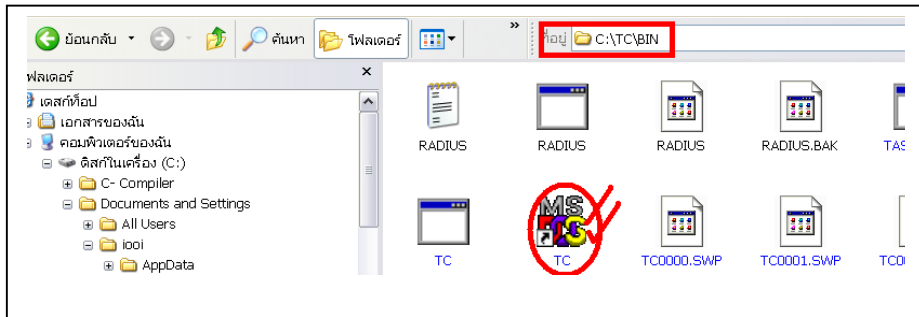 ย้อนกลับ ค้นหา โฟลเดอร์ » ที่อยู่ C:\TC\BIN
ฟลเดอร์ ×
เดสก์ท็อป
เอกสารของฉัน
คอมพิวเตอร์ของฉัน
ดิสก์ในเครื่อง (C:)
C- Compiler
Documents and Settings
All Users
iooi
AppData
RADIUS RADIUS RADIUS RADIUS.BAK TAS
MS
TC TC TC0000.SWP TC0001.SWP TC0